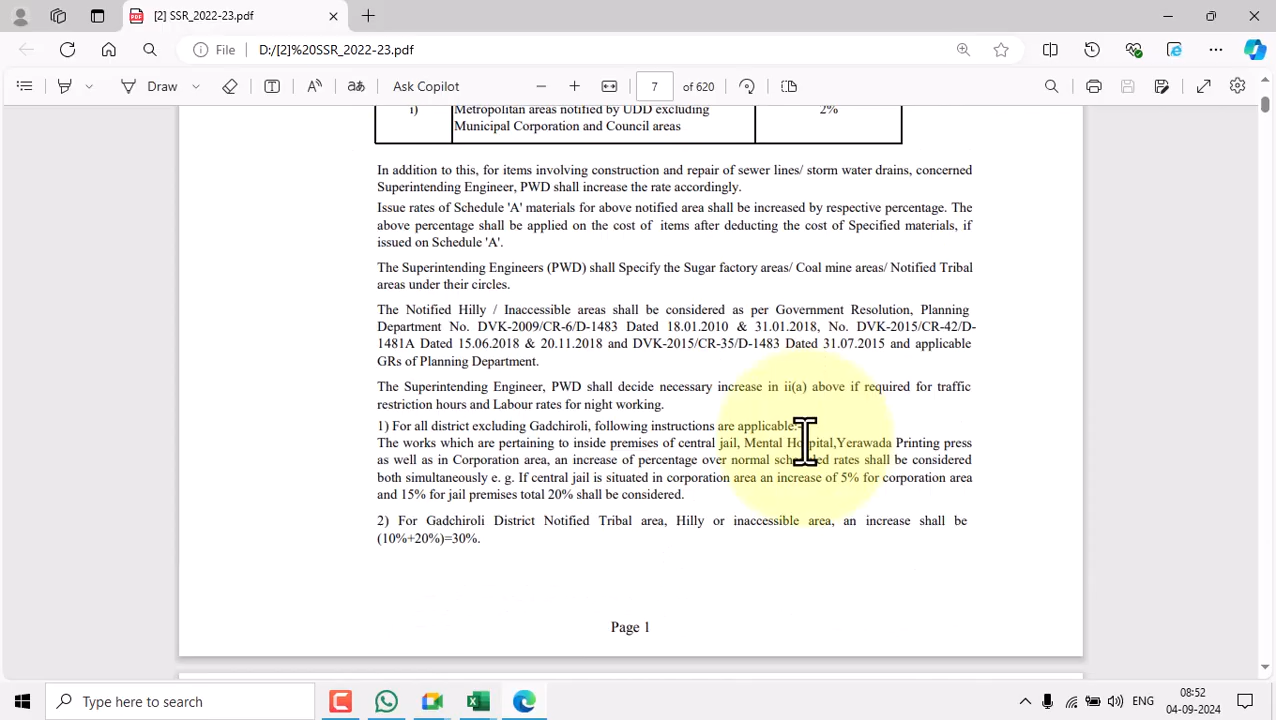 [2] SSR_2022-23.pdf
File
D:/[2]%20SSR_2022-23.pdf
Draw
Ask Copilot
7
of 620
i)
Metropolitan areas notified by UDD excluding
Municipal Corporation and Council areas
2%
In addition to this, for items involving construction and repair of sewer lines/ storm water drains, concerned
Superintending Engineer, PWD shall increase the rate accordingly.
Issue rates of Schedule 'A' materials for above notified area shall be increased by respective percentage. The
above percentage shall be applied on the cost of items after deducting the cost of Specified materials, if
issued on Schedule 'A'.
The Superintending Engineers (PWD) shall Specify the Sugar factory areas/ Coal mine areas/ Notified Tribal
areas under their circles.
The Notified Hilly / Inaccessible areas shall be considered as per Government Resolution, Planning
Department No. DVK-2009/CR-6/D-1483 Dated 18.01.2010 & 31.01.2018, No. DVK-2015/CR-42/D-
1481A Dated 15.06.2018 & 20.11.2018 and DVK-2015/CR-35/D-1483 Dated 31.07.2015 and applicable
GRs of Planning Department.
The Superintending Engineer, PWD shall decide necessary increase in ii(a) above if required for traffic
restriction hours and Labour rates for night working.
1) For all district excluding Gadchiroli, following instructions are applicable:-
The works which are pertaining to inside premises of central jail, Mental Hospital,Yerawada Printing press
as well as in Corporation area, an increase of percentage over normal scheduled rates shall be considered
both simultaneously e. g. If central jail is situated in corporation area an increase of 5% for corporation area
and 15% for jail premises total 20% shall be considered.
2) For Gadchiroli District Notified Tribal area, Hilly or inaccessible area, an increase shall be
(10%+20%)=30%.
Page 1
Type here to search
ENG
08:52
04-09-2024